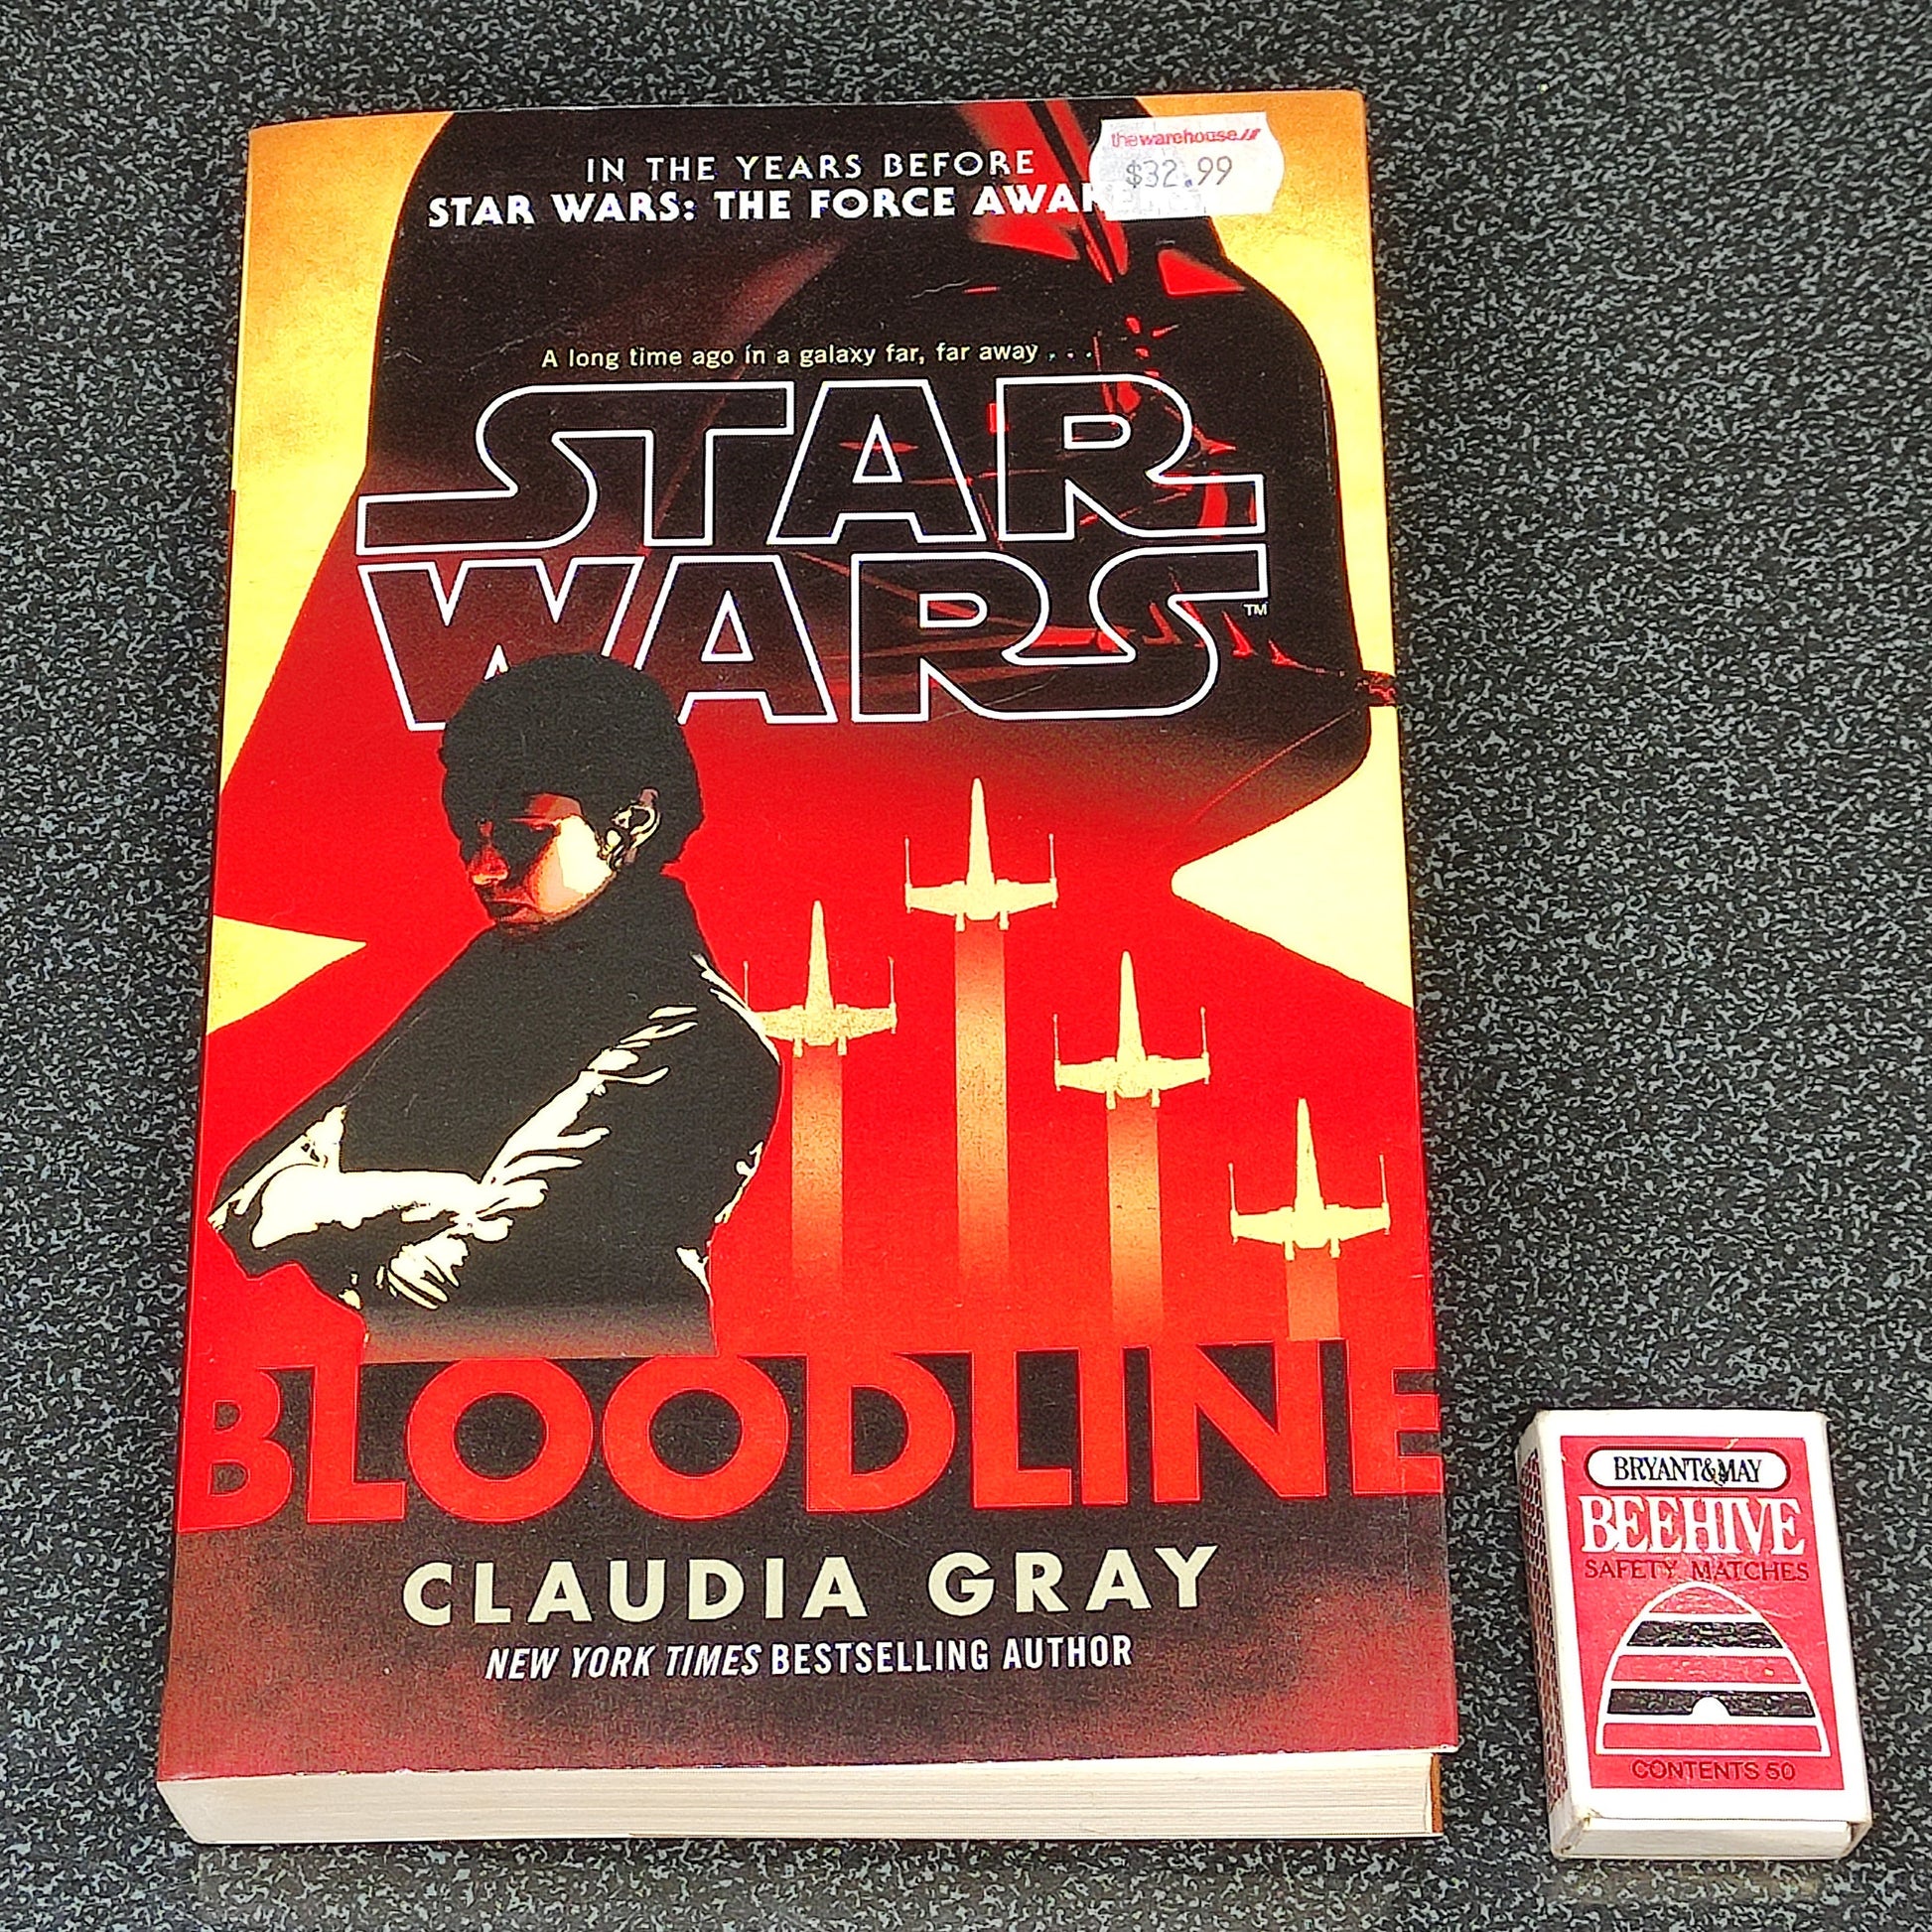 thewarehouse
$32.99
IN THE YEARS BEFORE
STAR WARS: THE FORCE
A long time ago in a galaxy far, far away . . .
STAR
WARS
TM
BLOODLINE
CLAUDIA GRAY
NEW YORK TIMES BESTSELLING AUTHOR
BRYANT&MAY
BEEHIVE
SAFETY MATCHES
CONTENTS 50